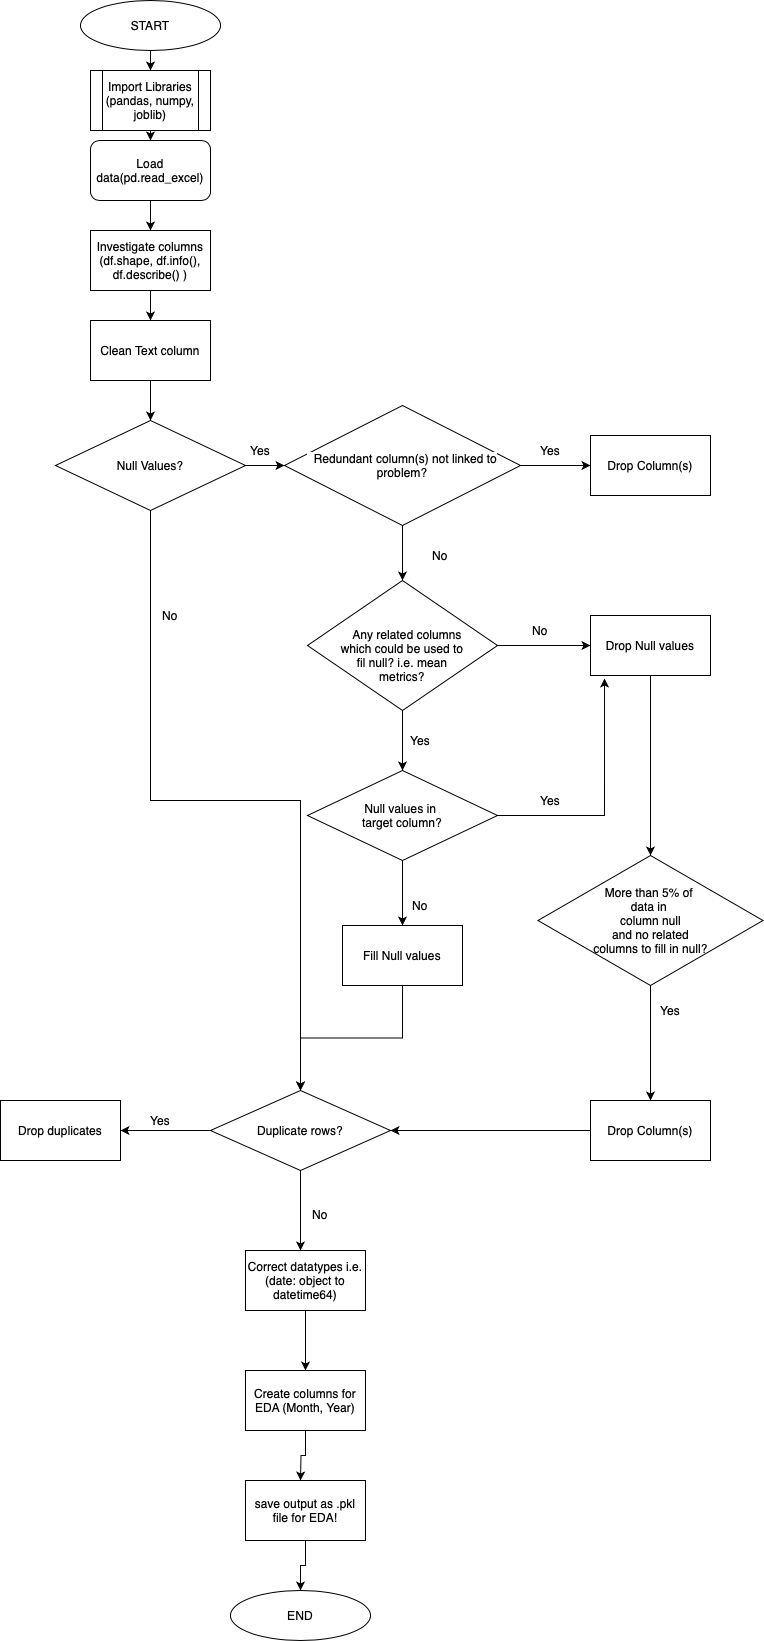 START
Import Libraries
(pandas, numpy,
joblib)
Load
data(pd.read_excel)
Investigate columns
(df.shape, df.info(),
df.describe() )
Clean Text column
Null Values?
Yes
Redundant column(s) not linked to
problem?
Yes
Drop Column(s)
No
No
Any related columns
which could be used to
fil null? i.e. mean
metrics?
No
Drop Null values
Yes
Null values in
target column?
Yes
No
Fill Null values
More than 5% of
data in
column null
and no related
columns to fill in null?
Yes
Drop duplicates
Yes
Duplicate rows?
Drop Column(s)
No
Correct datatypes i.e.
(date: object to
datetime64)
Create columns for
EDA (Month, Year)
save output as .pkl
file for EDA!
END